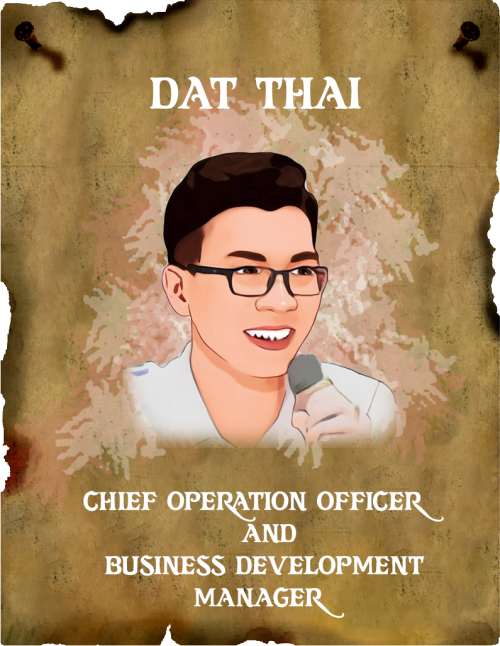 DAT THAI
CHIEF OPERATION OFFICER
AND
BUSINESS DEVELOPMENT
MANAGER